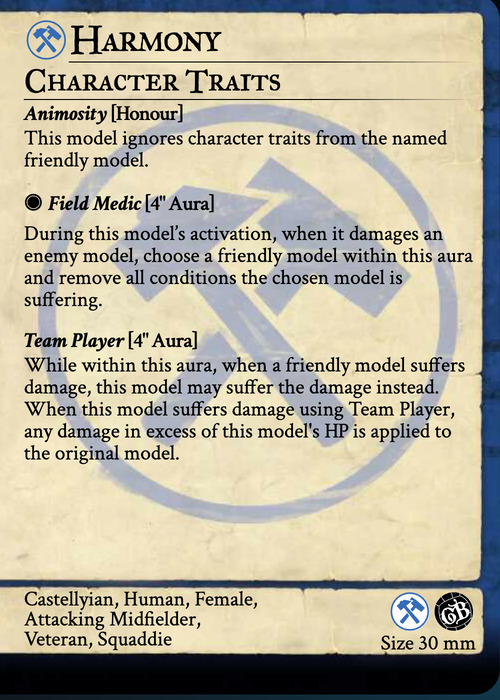 Harmony
Character Traits
Animosity [Honour]
This model ignores character traits from the named
friendly model.
Field Medic [4" Aura]
During this model's activation, when it damages an
enemy model, choose a friendly model within this aura
and remove all conditions the chosen model is
suffering.
Team Player [4" Aura]
While within this aura, when a friendly model suffers
damage, this model may suffer the damage instead.
When this model suffers damage using Team Player,
any damage in excess of this model's HP is applied to
the original model.
Castellyian, Human, Female,
Attacking Midfielder,
Veteran, Squaddie
GB
Size 30 mm